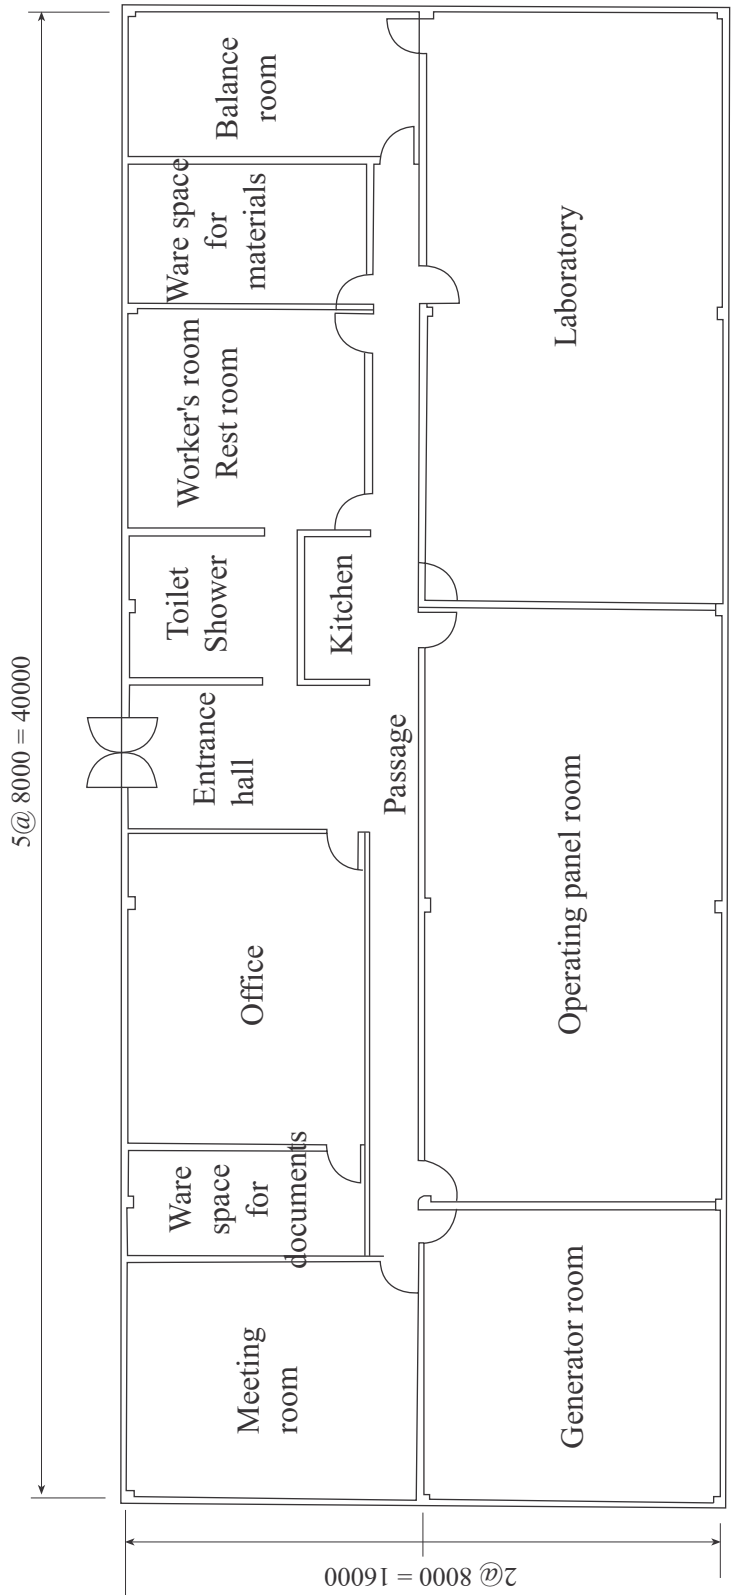 5@ 8000 = 40000
Meeting
room
Ware
space
for
documents
Office
Entrance
hall
Toilet
Shower
Kitchen
Worker's room
Rest room
Ware space
for
materials
Balance
room
Passage
Generator room
Operating panel room
Laboratory
2@ 8000 = 16000